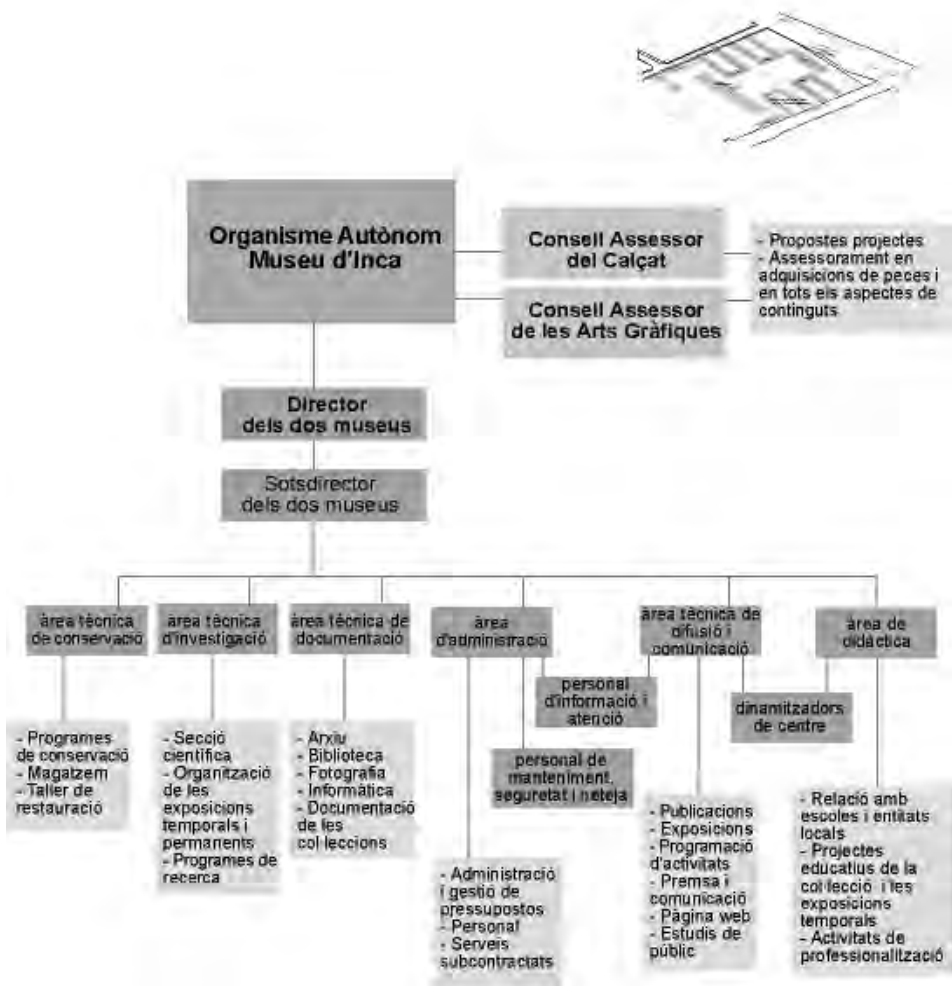 Organisme Autònom
Museu d'Inca
Consell Assessor
del Calçat
Consell Assessor
de les Arts Gràfiques
- Propostes projectes
- Assessorament en
adquisicions de peces i
en tots els aspectes de
continguts
Director
dels dos museus
Sotsdirector
dels dos museus
àrea tècnica
de conservació
àrea tècnica
d'investigació
àrea tècnica de
documentació
àrea
d'administració
àrea tècnica de
difusió i
comunicació
àrea de
didàctica
personal
d'informació i
atenció
dinamitzadors
de centre
personal de
manteniment,
seguretat i neteja
- Programes
de conservació
- Magatzem
- Taller de
restauració
- Secció
científica
- Organització
de les
exposicions
temporals i
permanents
- Programes de
recerca
- Arxiu
- Biblioteca
- Fotografia
- Informàtica
- Documentació
de les
col·leccions
- Administració
i gestió de
pressupostos
- Personal
- Serveis
subcontractats
- Publicacions
- Exposicions
- Programació
d'activitats
- Premsa i
comunicació
- Pàgina web
- Estudis de
públic
- Relació amb
escoles i entitats
locals
- Projectes
educatius de la
col·lecció i les
exposicions
temporals
- Activitats de
professionalització